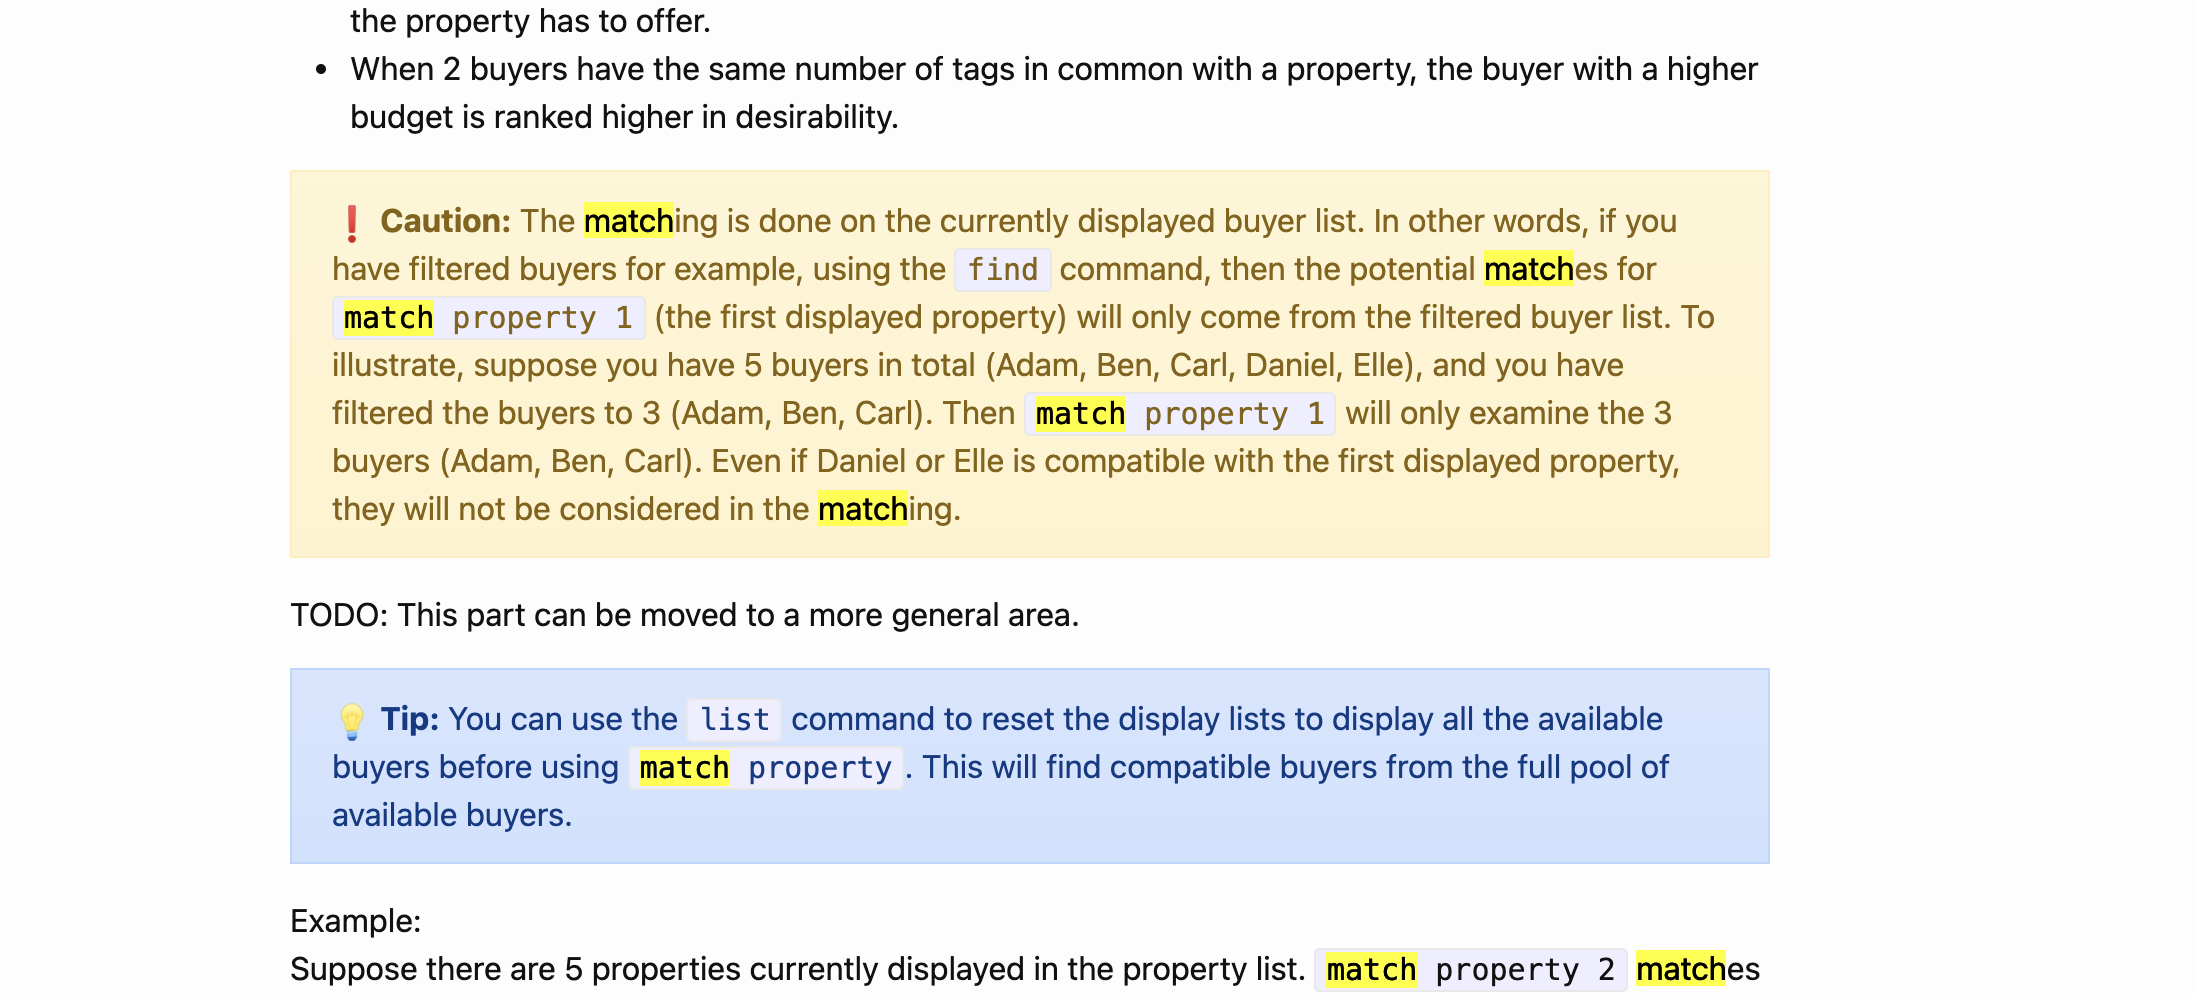 the property has to offer.
• When 2 buyers have the same number of tags in common with a property, the buyer with a higher
budget is ranked higher in desirability.
❗ Caution: The matching is done on the currently displayed buyer list. In other words, if you
have filtered buyers for example, using the find command, then the potential matches for
match property 1 (the first displayed property) will only come from the filtered buyer list. To
illustrate, suppose you have 5 buyers in total (Adam, Ben, Carl, Daniel, Elle), and you have
filtered the buyers to 3 (Adam, Ben, Carl). Then match property 1 will only examine the 3
buyers (Adam, Ben, Carl). Even if Daniel or Elle is compatible with the first displayed property,
they will not be considered in the matching.
TODO: This part can be moved to a more general area.
💡 Tip: You can use the list command to reset the display lists to display all the available
buyers before using match property. This will find compatible buyers from the full pool of
available buyers.
Example:
Suppose there are 5 properties currently displayed in the property list. match property 2 matches